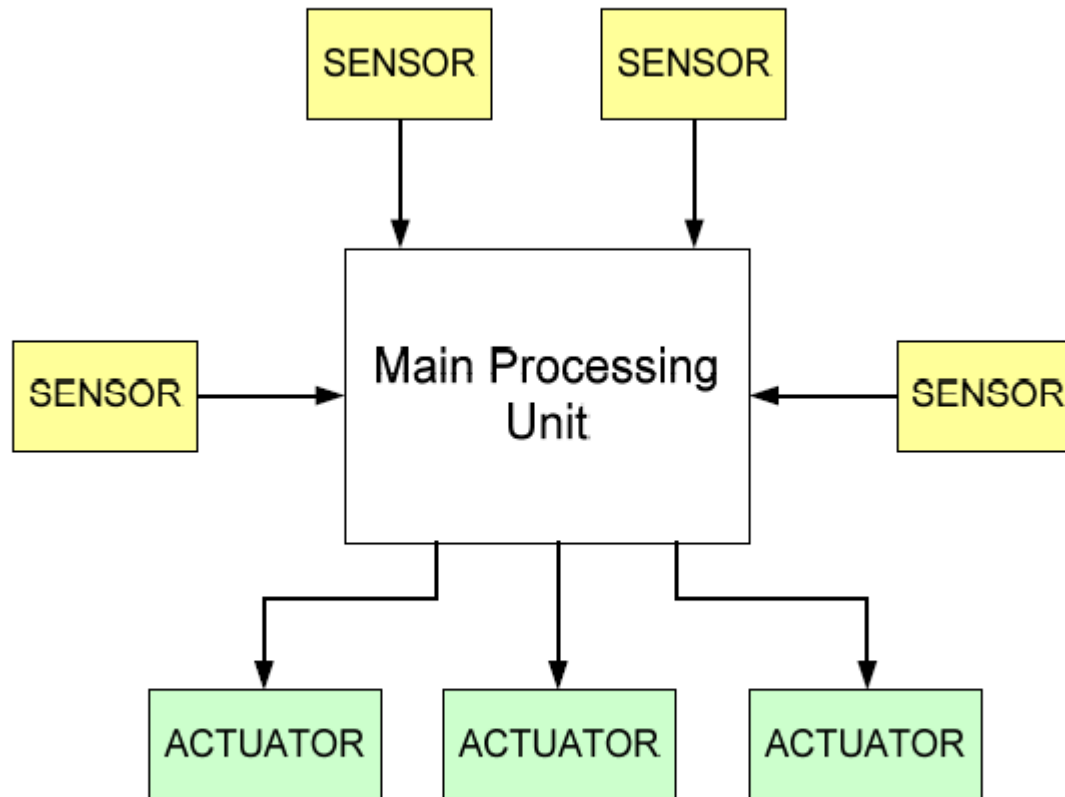 SENSOR
SENSOR
Main Processing
Unit
SENSOR
SENSOR
ACTUATOR
ACTUATOR
ACTUATOR